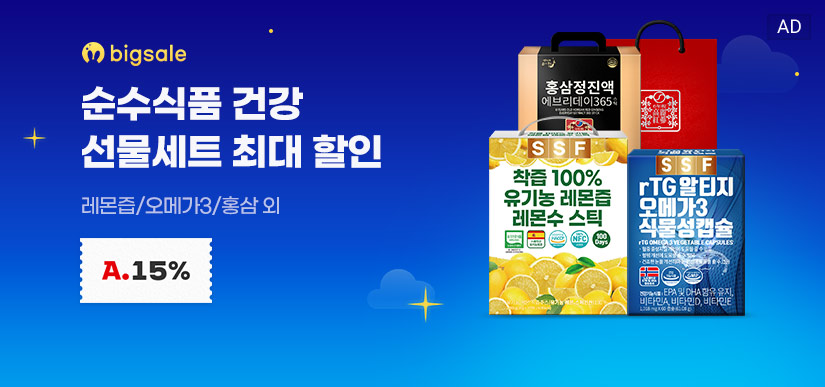 AD
bigsale
순수식품 건강
선물세트 최대 할인
레몬즙/오메가3/홍삼 외
A.15%
홍삼정진액
에브리데이365
SSF
착즙 100%
유기농 레몬즙
레몬수 스틱
NFC
100
Days
SSF
rTG 알티지
오메가3
식물성캡슐
rTG OMEGA 3 VEGETABLE CAPSULES
EPA 및 DHA 함유 유지,
비타민A, 비타민D, 비타민E